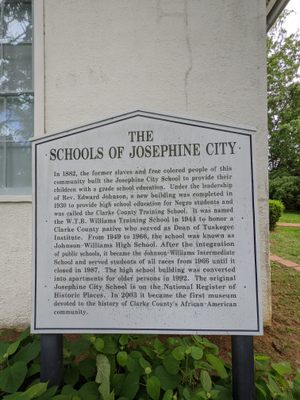 THE
SCHOOLS OF JOSEPHINE CITY
In 1882, the former slaves and free colored people of this
community built the Josephine City School to provide their
children with a grade school education. Under the leadership
of Rev. Edward Johnson, a new building was completed in
1930 to provide high school education for Negro students and
was called the Clarke County Training School. It was named
the W.T.B. Williams Training School in 1944 to honor a
Clarke County native who served as Dean of Tuskegee
Institute. From 1949 to 1966, the school was known as
Johnson-Williams High School. After the integration
of public schools, it became the Johnson-Williams Intermediate
School and served students of all races from 1966 until it
closed in 1987. The high school building was converted
into apartments for older persons in 1992. The original
Josephine City School is on the National Register of
Historic Places. In 2003 it became the first museum
devoted to the history of Clarke County's African-American
community.